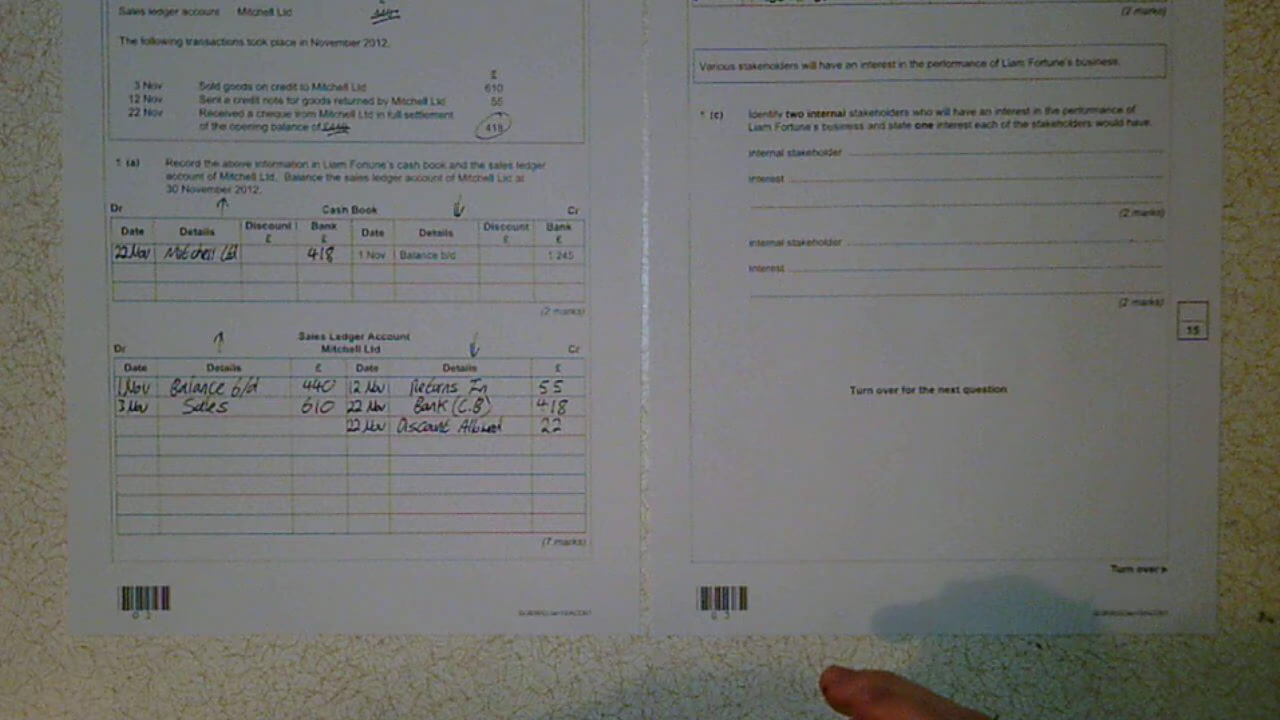 £
Sales ledger account Mitchell Ltd
The following transactions took place in November 2012.
£
3 Nov Sold goods on credit to Mitchell Ltd 610
12 Nov Sent a credit note for goods returned by Mitchell Ltd 55
22 Nov Received a cheque from Mitchell Ltd in full settlement
of the opening balance of 418
1 (a) Record the above information in Liam Fortune's cash book and the sales ledger
account of Mitchell Ltd. Balance the sales ledger account of Mitchell Ltd at
30 November 2012.
Dr Cash Book Cr
Date Details Discount £ Bank £ Date Details Discount £ Bank £
22 Nov Mitchell Ltd 418 1 Nov Balance b/d 1 245
(2 marks)
Sales Ledger Account
Dr Mitchell Ltd Cr
Date Details £ Date Details £
1 Nov Balance b/d 440 12 Nov Returns In 55
3 Nov Sales 610 22 Nov Bank (C.B) 418
22 Nov Discount Allowed 22
(7 marks)
0 3
(2 marks)
Various stakeholders will have an interest in the performance of Liam Fortune's business.
1 (c) Identify two internal stakeholders who will have an interest in the performance of
Liam Fortune's business and state one interest each of the stakeholders would have.
Internal stakeholder
Interest
(2 marks)
Internal stakeholder
Interest
(2 marks)
15
Turn over for the next question
Turn over